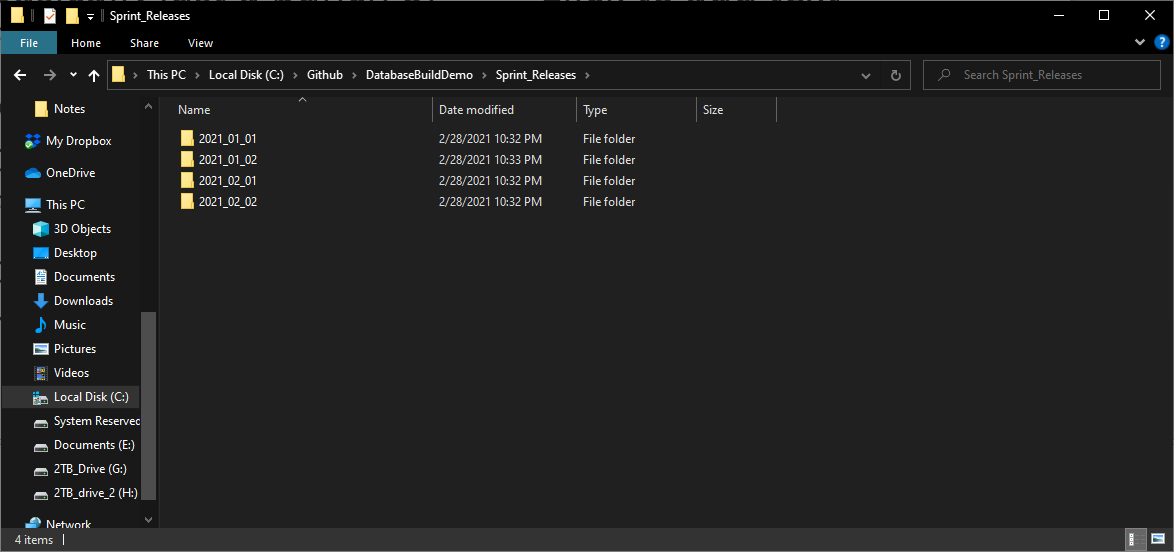 Sprint_Releases
File Home Share View
This PC Local Disk (C:) Github DatabaseBuildDemo Sprint_Releases Search Sprint_Releases
Notes
My Dropbox
OneDrive
This PC
3D Objects
Desktop
Documents
Downloads
Music
Pictures
Videos
Local Disk (C:)
System Reserved
Documents (E:)
2TB_Drive (G:)
2TB_drive_2 (H:)
Network
Name Date modified Type Size
2021_01_01 2/28/2021 10:32 PM File folder
2021_01_02 2/28/2021 10:33 PM File folder
2021_02_01 2/28/2021 10:32 PM File folder
2021_02_02 2/28/2021 10:32 PM File folder
4 items